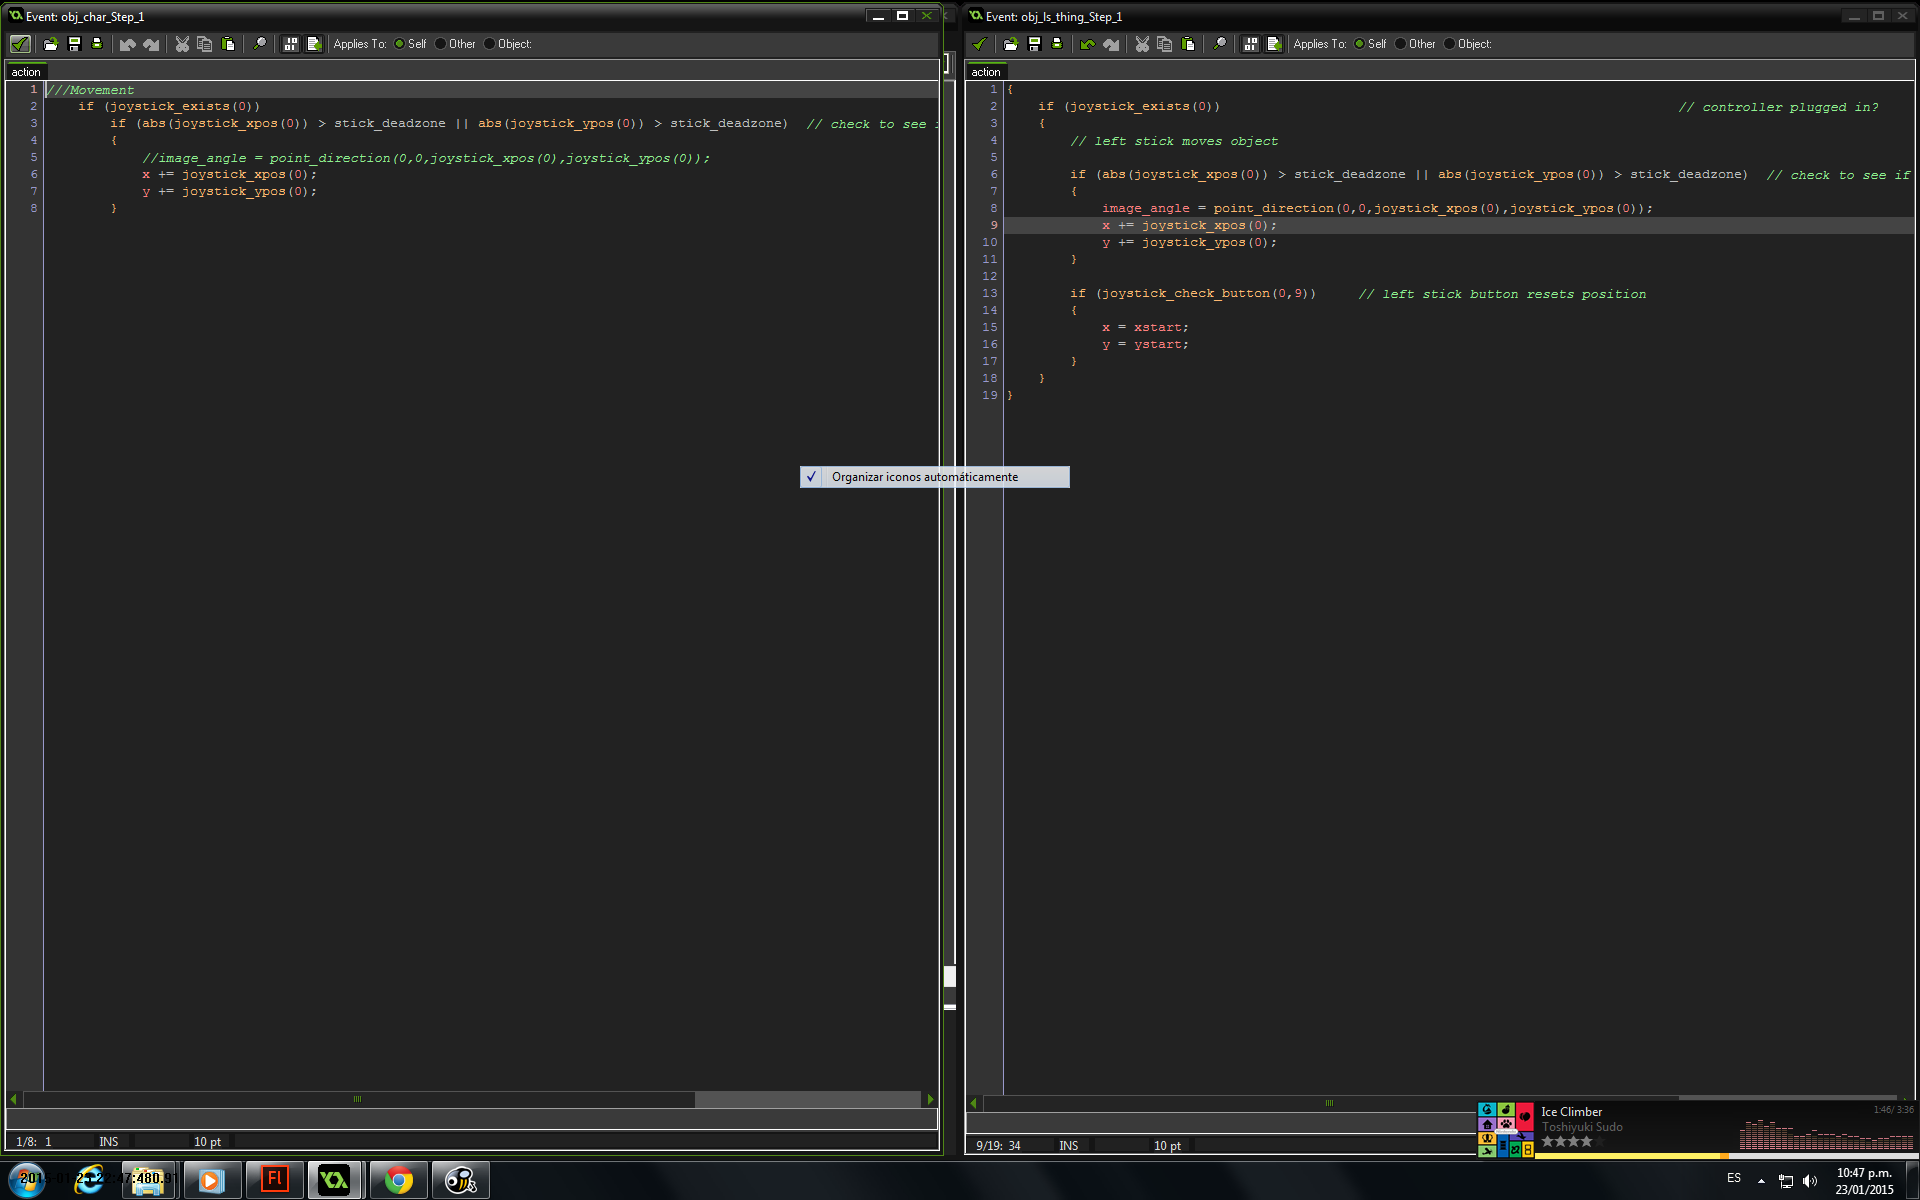 Event: obj_char_Step_1
Applies To: Self Other Object:
action
1 ///Movement
2 if (joystick_exists(0))
3 if (abs(joystick_xpos(0)) > stick_deadzone || abs(joystick_ypos(0)) > stick_deadzone) // check to see
4 {
5 //image_angle = point_direction(0,0,joystick_xpos(0),joystick_ypos(0));
6 x += joystick_xpos(0);
7 y += joystick_ypos(0);
8 }
1/8: 1 INS 10 pt
Event: obj_ls_thing_Step_1
Applies To: Self Other Object:
action
1 {
2 if (joystick_exists(0)) // controller plugged in?
3 {
4 // left stick moves object
5
6 if (abs(joystick_xpos(0)) > stick_deadzone || abs(joystick_ypos(0)) > stick_deadzone) // check to see if
7 {
8 image_angle = point_direction(0,0,joystick_xpos(0),joystick_ypos(0));
9 x += joystick_xpos(0);
10 y += joystick_ypos(0);
11 }
12
13 if (joystick_check_button(0,9)) // left stick button resets position
14 {
15 x = xstart;
16 y = ystart;
17 }
18 }
19 }
9/19: 34 INS 10 pt
✓ Organizar iconos automáticamente
Ice Climber
1:46/ 3:36
Toshiyuki Sudo
Fl
ES
10:47 p.m.
23/01/2015